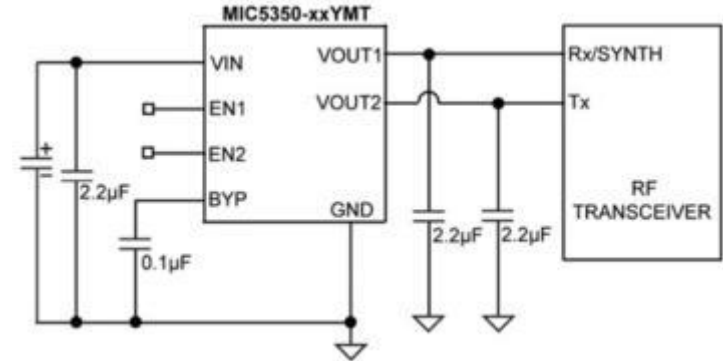 MIC5350-xxYMT
VIN
VOUT1
Rx/SYNTH
EN1
VOUT2
Tx
+
EN2
–
2.2µF
BYP
GND
RF
TRANSCEIVER
2.2µF
2.2µF
0.1µF